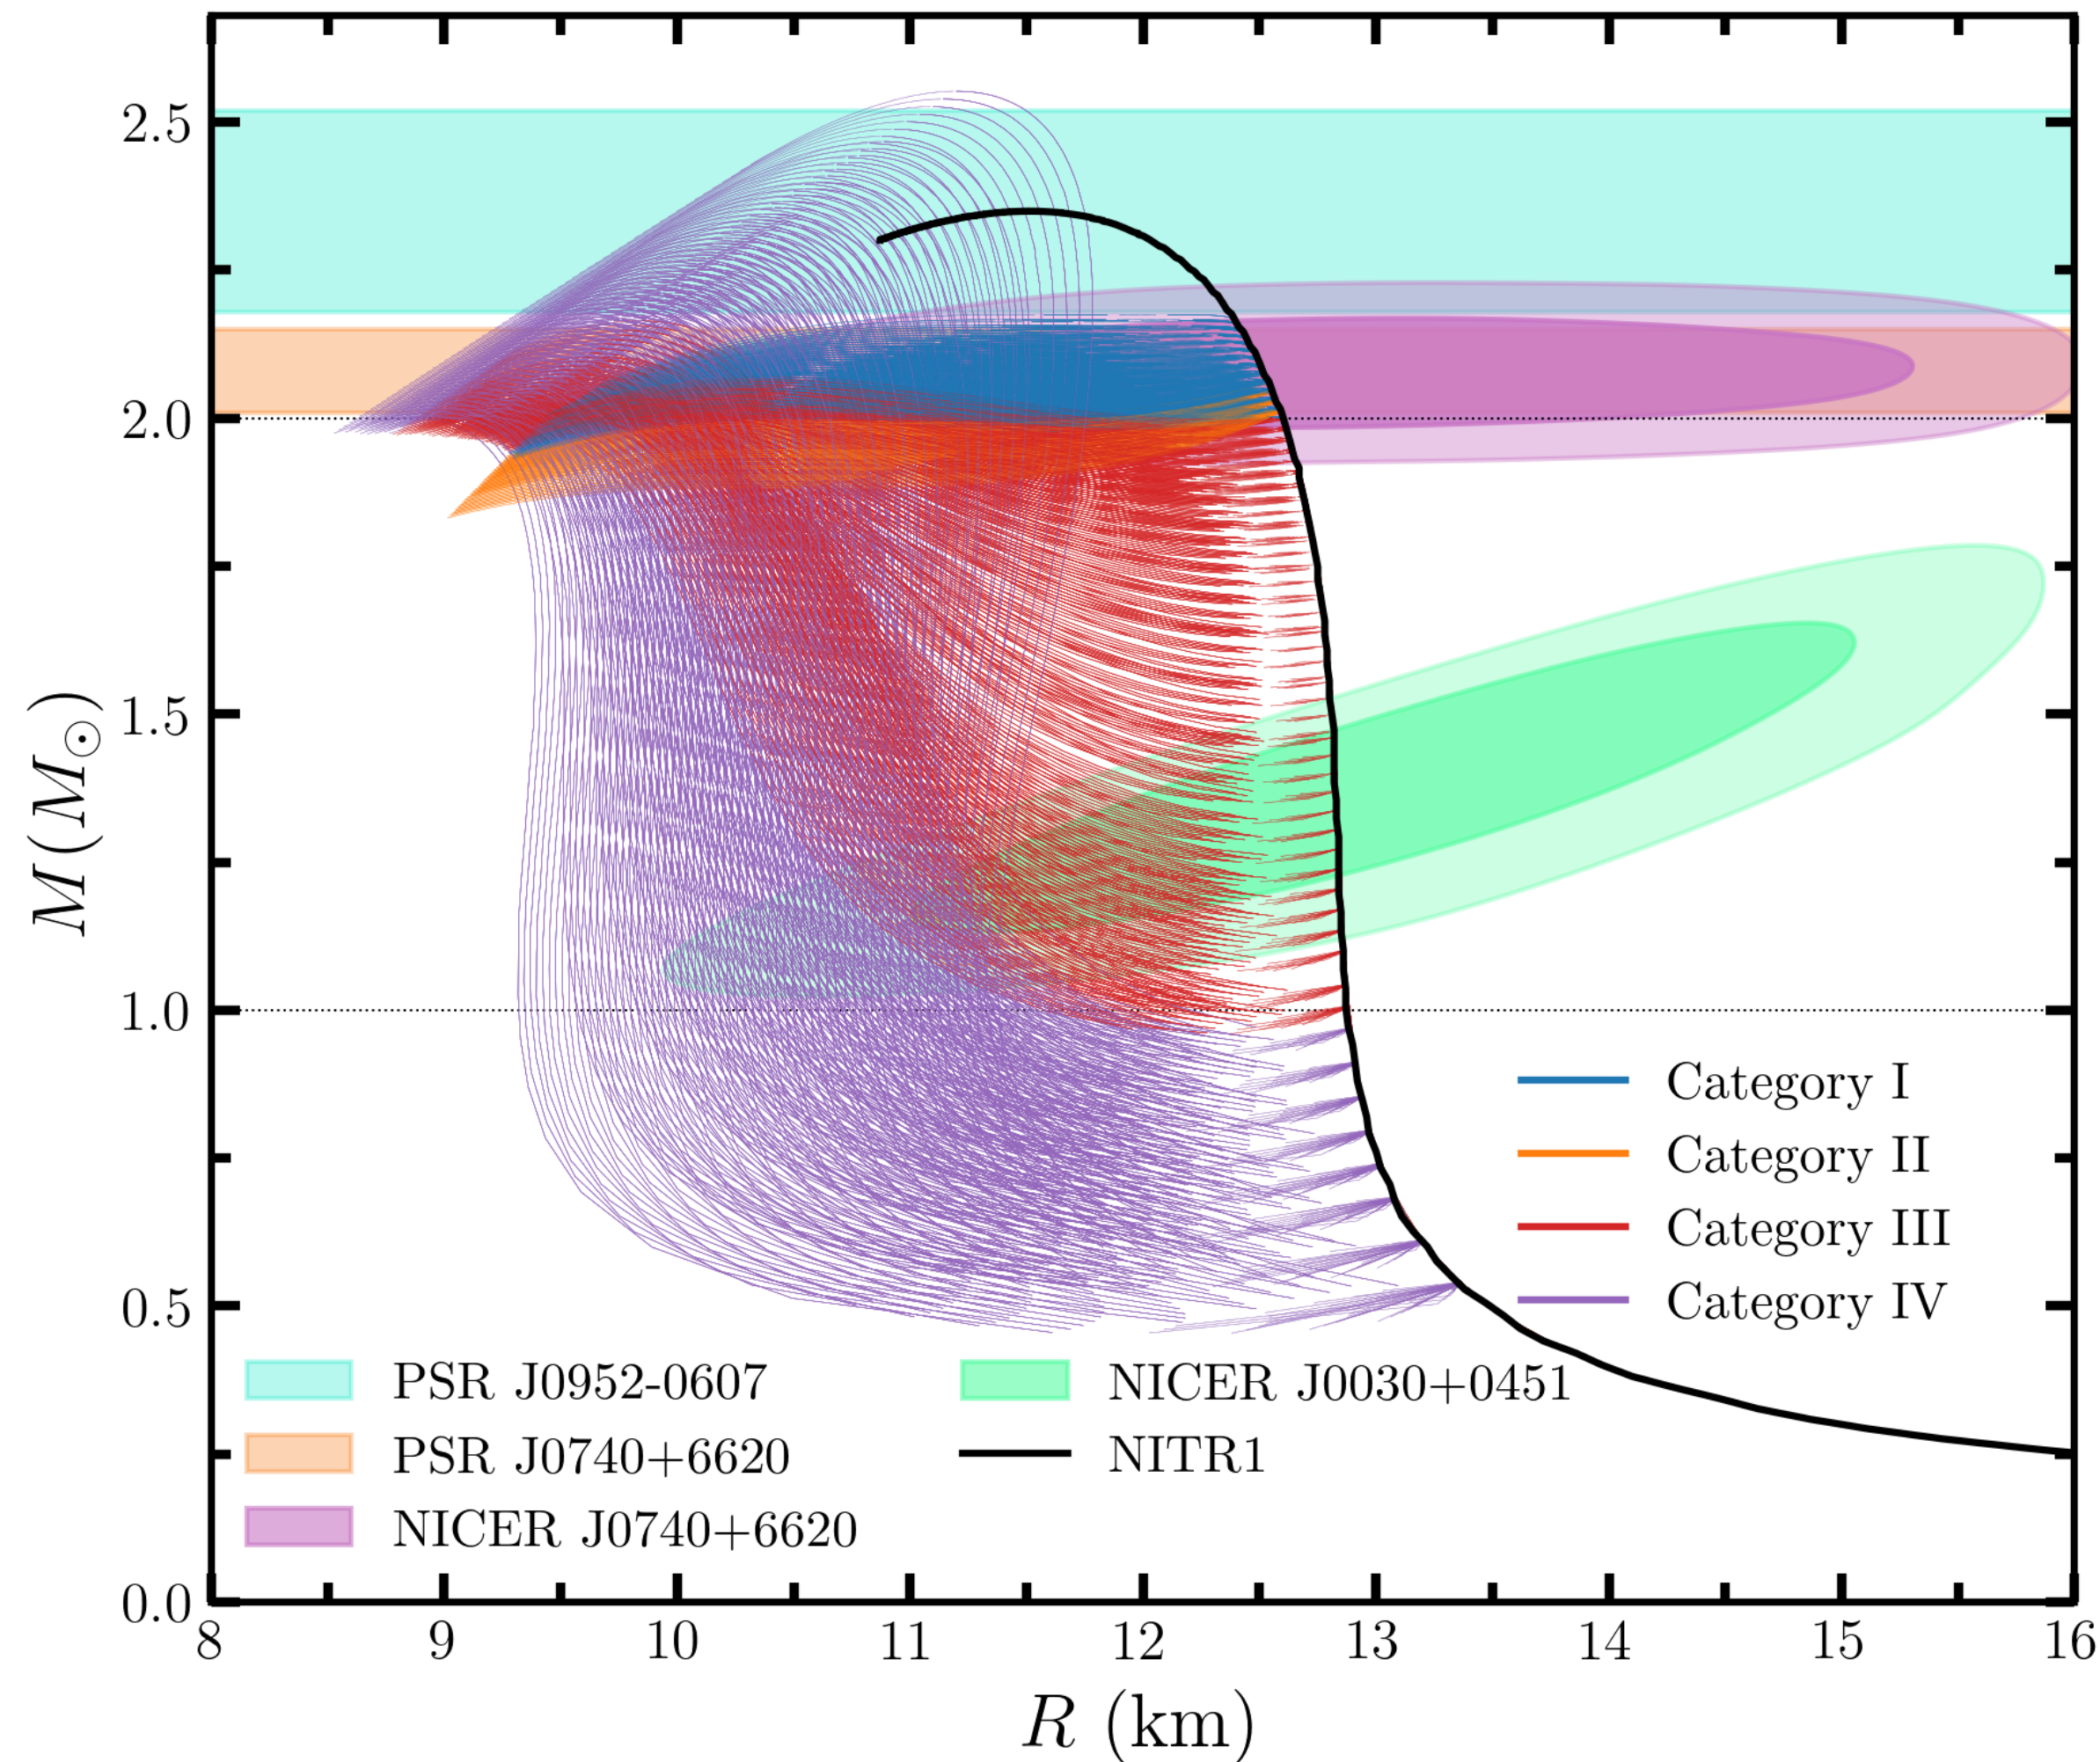 2.5
2.0
1.5
1.0
0.5
0.0
M(M⊙)
8 9 10 11 12 13 14 15 16
R (km)
Category I
Category II
Category III
Category IV
PSR J0952-0607
PSR J0740+6620
NICER J0740+6620
NICER J0030+0451
NITR1